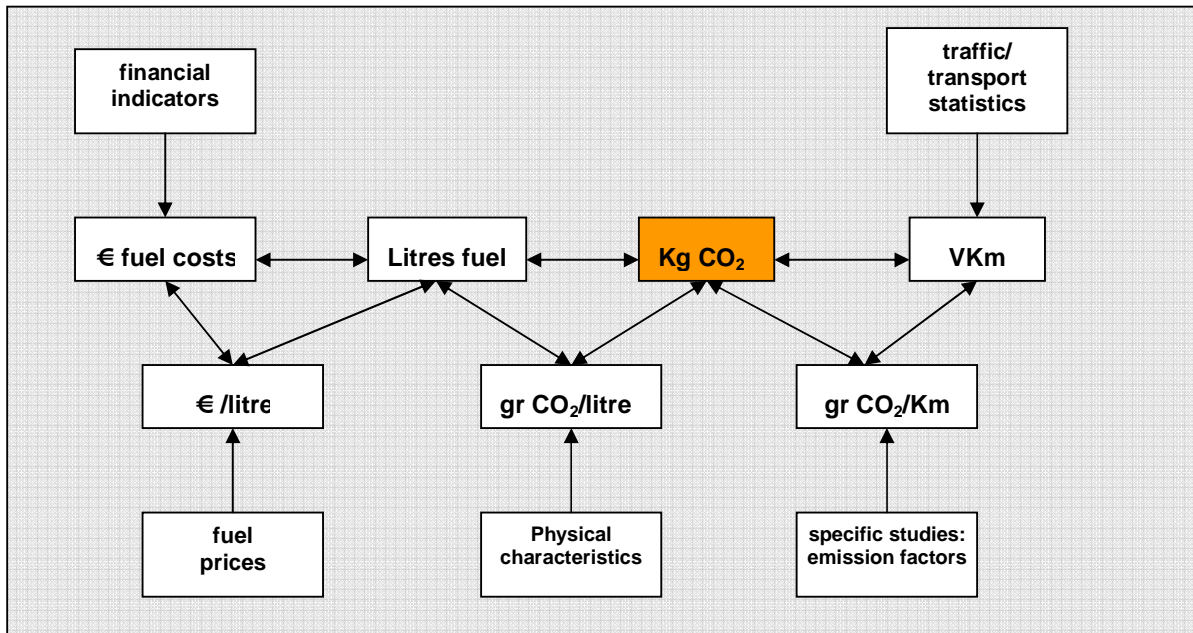 financial
indicators
traffic/
transport
statistics
€ fuel costs
Litres fuel
Kg CO₂
VKm
€ /litre
gr CO₂/litre
gr CO₂/Km
fuel
prices
Physical
characteristics
specific studies:
emission factors